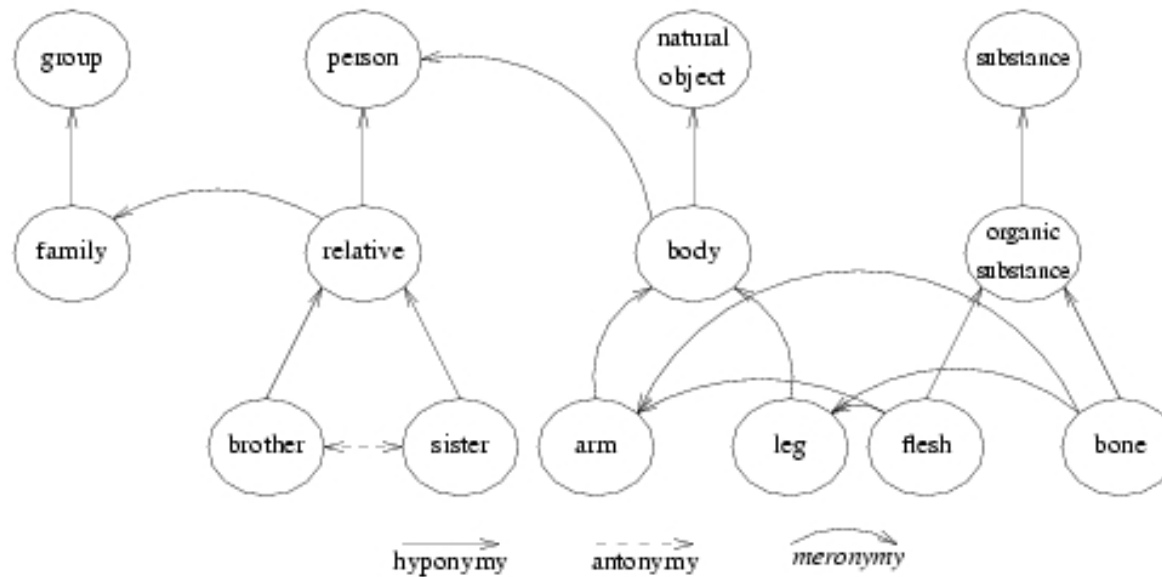 group
person
natural
object
substance
family
relative
body
organic
substance
brother
sister
arm
leg
flesh
bone
hyponymy
antonymy
meronymy